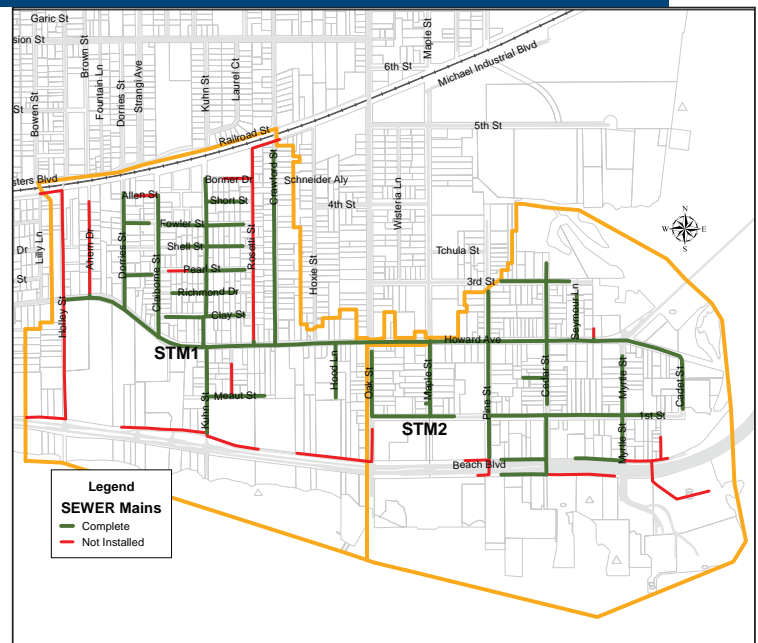 Garic St
sion St
Bowen St
Brown St
Fountain Ln
Dorries St
Strangi Ave
Kuhn St
Laurel Ct
Maple St
6th St
Michael Industrial Blvd
St
5th St
Railroad St
sters Blvd
Bonner Dr
Schneider Aly
Allen St
Short St
4th St
Crawford St
Wisteria Ln
Fowler St
Rosetti St
Lilly Ln
Ahern Dr
Dorries St
Claiborne St
Shell St
Dr
Tchula St
Pearl St
St
Hoxie St
3rd St
Richmond Dr
Seymour Ln
Holley St
Clay St
Howard Ave
STM1
Hood Ln
Oak St
Maple St
Pine St
Cedar St
Myrtle St
Cadet St
Kuhn St
Meaut St
1st St
STM2
Myrtle St
Beach Blvd
N
W
E
S
Legend
SEWER Mains
Complete
Not Installed